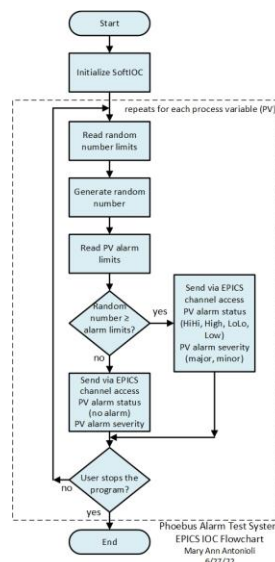 Start
Initialize SoftIOC
repeats for each process variable (PV)
Read random
number limits
Generate random
number
Read PV alarm
limits
Random
number ≥
alarm limits?
yes
no
Send via EPICS
channel access
PV alarm status
(HiHi, High, LoLo,
Low)
PV alarm severity
(major, minor)
Send via EPICS
channel access
PV alarm status
(no alarm)
PV alarm severity
User stops the
program?
no
yes
End
Phoebus Alarm Test System
EPICS IOC Flowchart
Mary Ann Antonioli
6/27/22